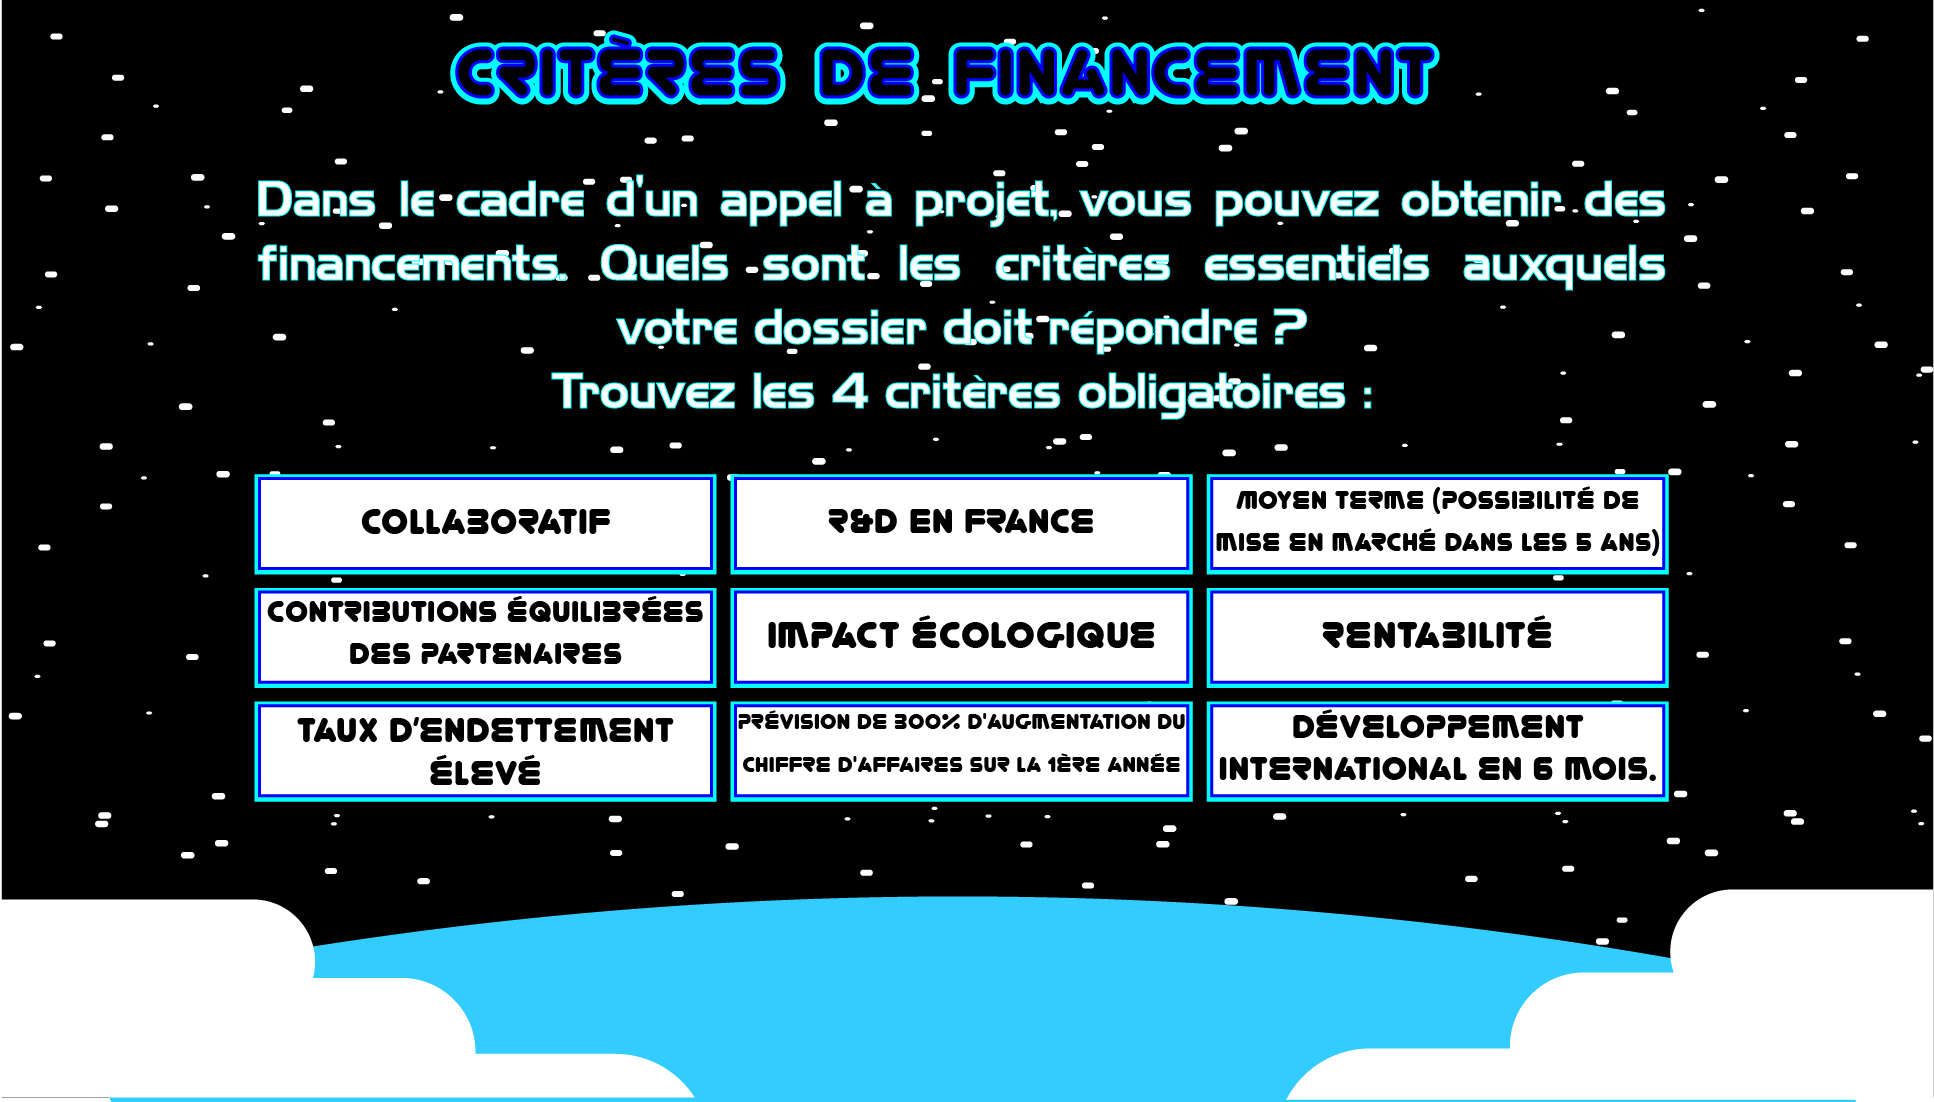 CRITÈRES DE FINANCEMENT
Dans le cadre d'un appel à projet, vous pouvez obtenir des
financements. Quels sont les critères essentiels auxquels
votre dossier doit répondre ?
Trouvez les 4 critères obligatoires :
COLLABORATIF
R&D EN FRANCE
MOYEN TERME (POSSIBILITÉ DE
MISE EN MARCHÉ DANS LES 5 ANS)
CONTRIBUTIONS ÉQUILIBRÉES
DES PARTENAIRES
IMPACT ÉCOLOGIQUE
RENTABILITÉ
TAUX D'ENDETTEMENT
ÉLEVÉ
PRÉVISION DE 300% D'AUGMENTATION DU
CHIFFRE D'AFFAIRES SUR LA 1ÈRE ANNÉE
DÉVELOPPEMENT
INTERNATIONAL EN 6 MOIS.